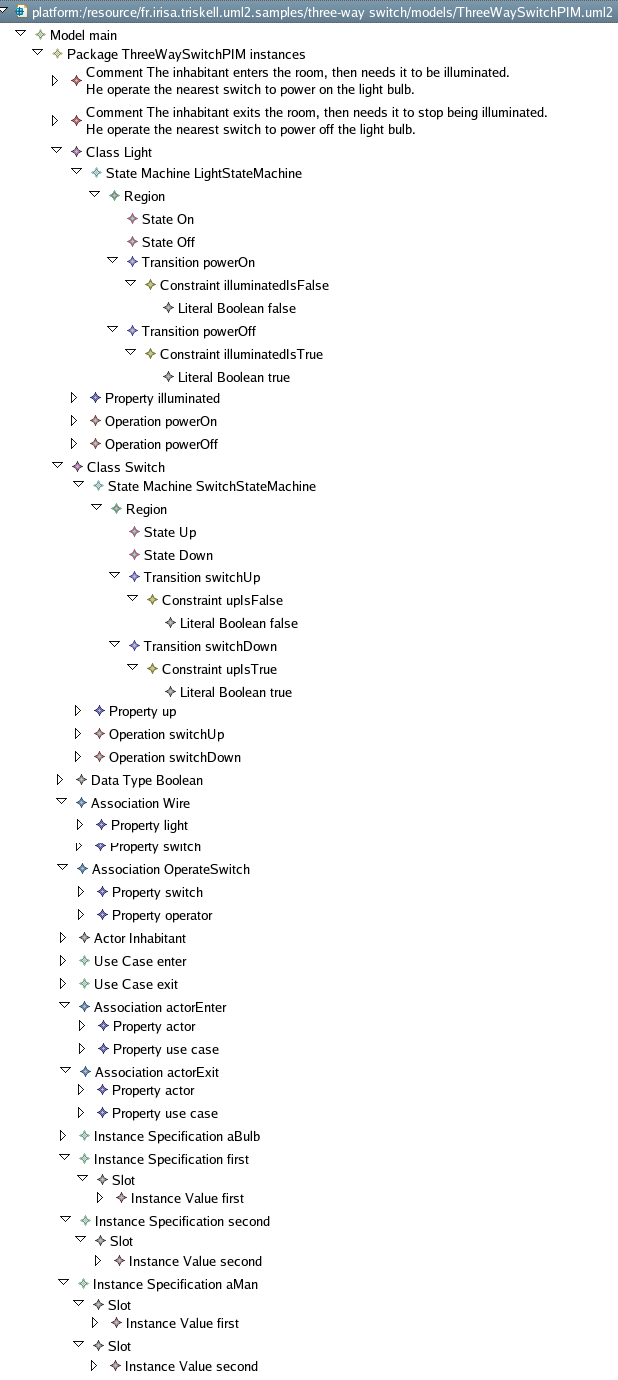 platform:/resource/fr.irisa.triskell.uml2.samples/three-way switch/models/ThreeWaySwitchPIM.uml2
Model main
Package ThreeWaySwitchPIM instances
Comment The inhabitant enters the room, then needs it to be illuminated.
He operate the nearest switch to power on the light bulb.
Comment The inhabitant exits the room, then needs it to stop being illuminated.
He operate the nearest switch to power off the light bulb.
Class Light
State Machine LightStateMachine
Region
State On
State Off
Transition powerOn
Constraint illuminatedIsFalse
Literal Boolean false
Transition powerOff
Constraint illuminatedIsTrue
Literal Boolean true
Property illuminated
Operation powerOn
Operation powerOff
Class Switch
State Machine SwitchStateMachine
Region
State Up
State Down
Transition switchUp
Constraint upIsFalse
Literal Boolean false
Transition switchDown
Constraint upIsTrue
Literal Boolean true
Property up
Operation switchUp
Operation switchDown
Data Type Boolean
Association Wire
Property light
Property switch
Association OperateSwitch
Property switch
Property operator
Actor Inhabitant
Use Case enter
Use Case exit
Association actorEnter
Property actor
Property use case
Association actorExit
Property actor
Property use case
Instance Specification aBulb
Instance Specification first
Slot
Instance Value first
Instance Specification second
Slot
Instance Value second
Instance Specification aMan
Slot
Instance Value first
Slot
Instance Value second